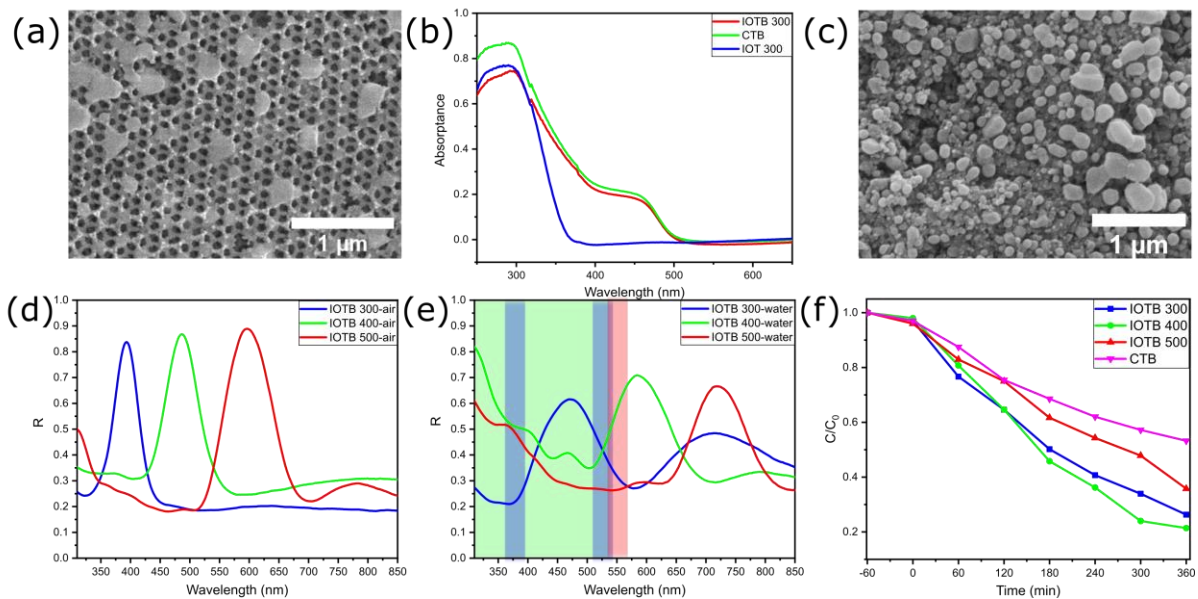 (a)
1 µm
(b)
IOTB 300
CTB
IOT 300
1.0
0.8
0.6
0.4
0.2
0.0
Absorptance
300 400 500 600
Wavelength (nm)
(c)
1 µm
(d)
IOTB 300-air
IOTB 400-air
IOTB 500-air
1.0
0.9
0.8
0.7
0.6
0.5
0.4
0.3
0.2
0.1
0.0
R
350 400 450 500 550 600 650 700 750 800 850
Wavelength (nm)
(e)
IOTB 300-water
IOTB 400-water
IOTB 500-water
1.0
0.9
0.8
0.7
0.6
0.5
0.4
0.3
0.2
0.1
0.0
R
350 400 450 500 550 600 650 700 750 800 850
Wavelength (nm)
(f)
IOTB 300
IOTB 400
IOTB 500
CTB
1.0
0.8
0.6
0.4
0.2
C/C₀
-60 0 60 120 180 240 300 360
Time (min)